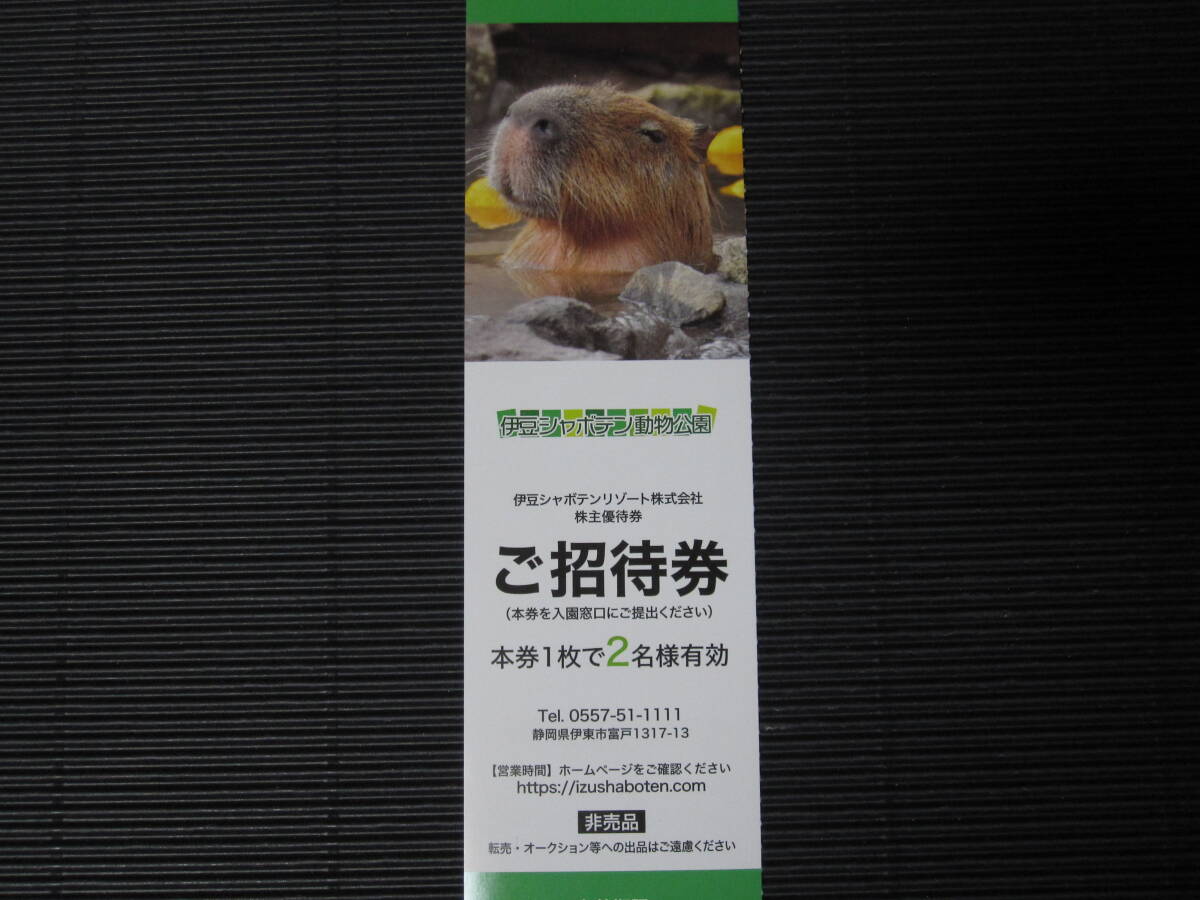 伊豆シャボテン動物公園
伊豆シャボテンリゾート株式会社
株主優待券
ご招待券
（本券を入園窓口にご提出ください）
本券1枚で2名様有効
Tel. 0557-51-1111
静岡県伊東市富戸1317-13
【営業時間】ホームページをご確認ください
https://izushaboten.com
非売品
転売・オークション等への出品はご遠慮ください